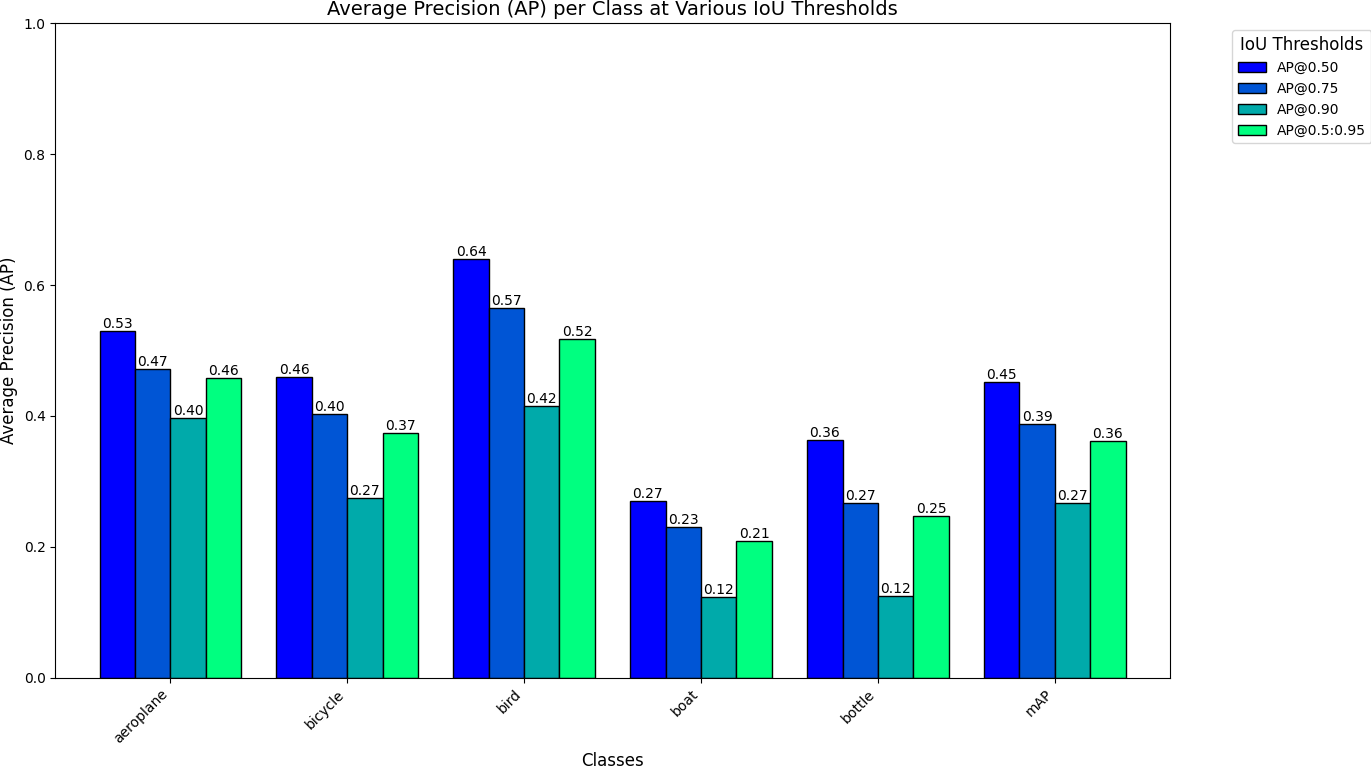 Average Precision (AP) per Class at Various IoU Thresholds
1.0
0.8
0.6
0.4
0.2
0.0
Average Precision (AP)
0.53
0.47
0.40
0.46
0.46
0.40
0.27
0.37
0.64
0.57
0.42
0.52
0.27
0.23
0.12
0.21
0.36
0.27
0.12
0.25
0.45
0.39
0.27
0.36
aeroplane
bicycle
bird
boat
bottle
mAP
Classes
IoU Thresholds
AP@0.50
AP@0.75
AP@0.90
AP@0.5:0.95